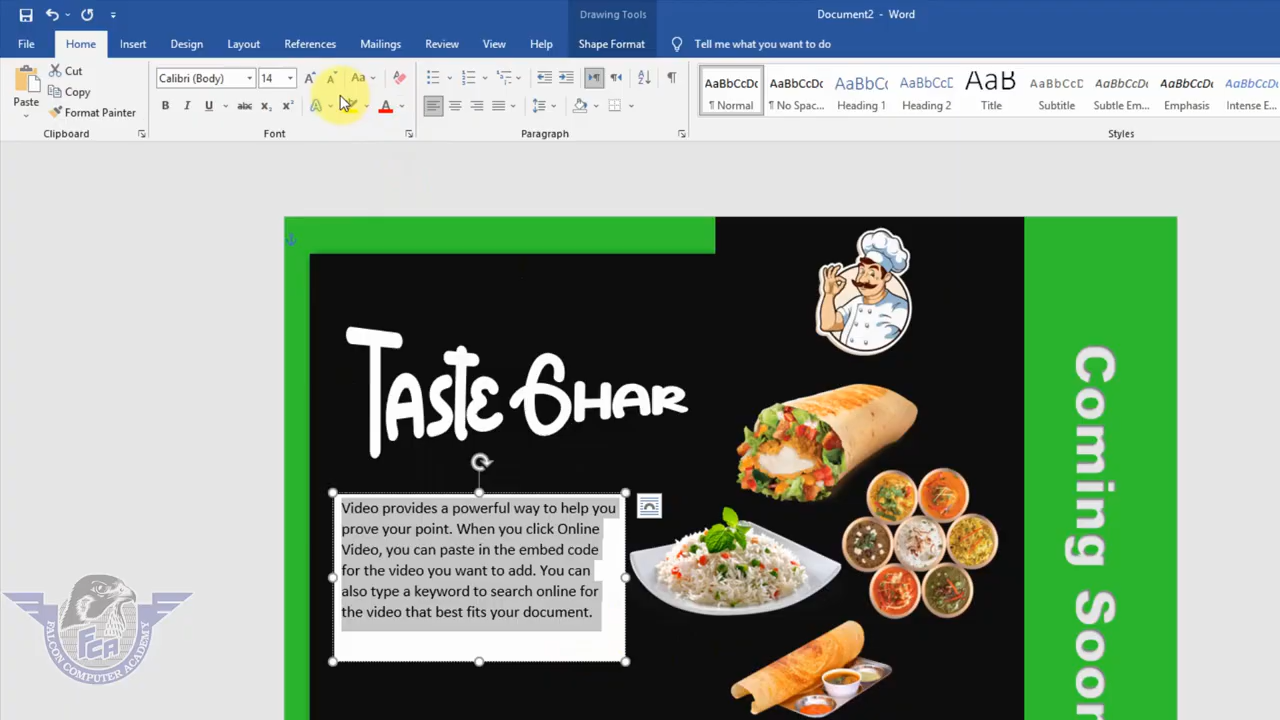 Drawing Tools
Document2 - Word
File Home Insert Design Layout References Mailings Review View Help Shape Format Tell me what you want to do
Paste
Cut
Copy
Format Painter
Clipboard
Calibri (Body) 14
Aa
B I U abc x₂ x² A A
Font
Paragraph
AaBbCcDc AaBbCcDc AaBbCc AaBbCcD AaB AaBbCcD AaBbCcDc AaBbCcDc AaBbCcDc
¶ Normal ¶ No Spac... Heading 1 Heading 2 Title Subtitle Subtle Em... Emphasis Intense E...
Styles
Taste Ghar
Video provides a powerful way to help you
prove your point. When you click Online
Video, you can paste in the embed code
for the video you want to add. You can
also type a keyword to search online for
the video that best fits your document.
Coming Soon
FCA
FALCON COMPUTER ACADEMY